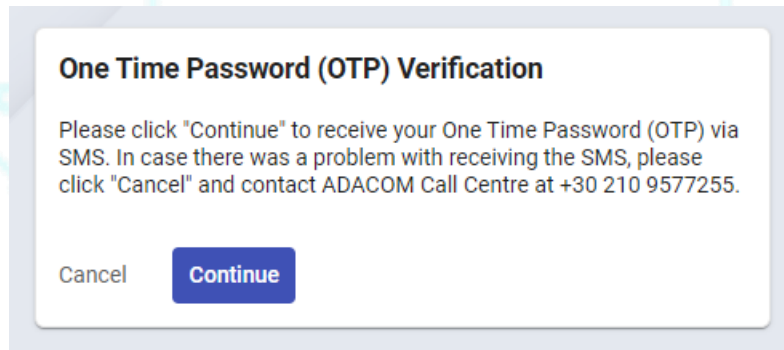 One Time Password (OTP) Verification
Please click "Continue" to receive your One Time Password (OTP) via
SMS. In case there was a problem with receiving the SMS, please
click "Cancel" and contact ADACOM Call Centre at +30 210 9577255.
Cancel
Continue